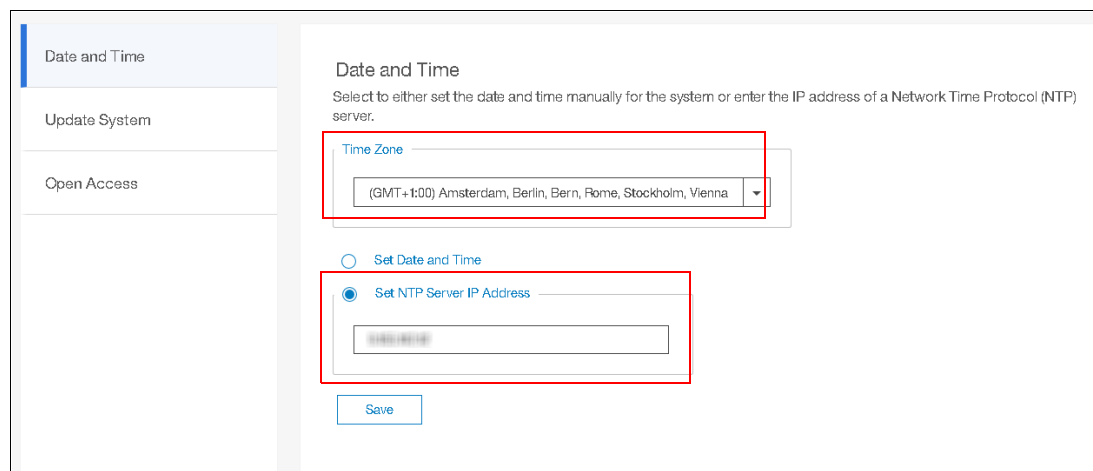 Date and Time
Update System
Open Access
Date and Time
Select to either set the date and time manually for the system or enter the IP address of a Network Time Protocol (NTP)
server.
Time Zone
(GMT+1:00) Amsterdam, Berlin, Bern, Rome, Stockholm, Vienna
Set Date and Time
Set NTP Server IP Address
Save